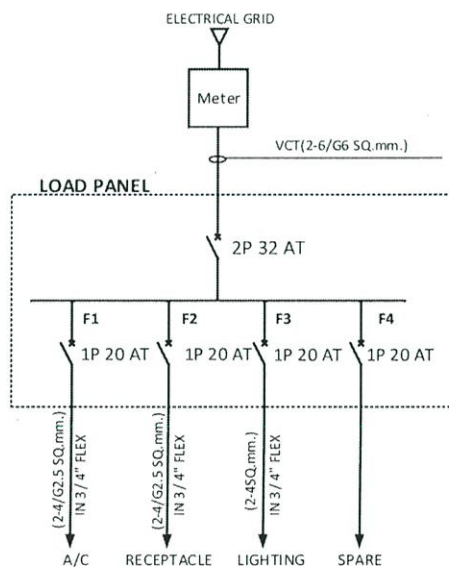 ELECTRICAL GRID
Meter
VCT(2-6/G6 SQ.mm.)
LOAD PANEL
2P 32 AT
F1 F2 F3 F4
1P 20 AT 1P 20 AT 1P 20 AT 1P 20 AT
(2-4/G2.5 SQ.mm.)
IN 3 / 4" FLEX
(2-4/G2.5 SQ.mm.)
IN 3 / 4" FLEX
(2-4SQ.mm.)
IN 3 / 4" FLEX
A/C RECEPTACLE LIGHTING SPARE